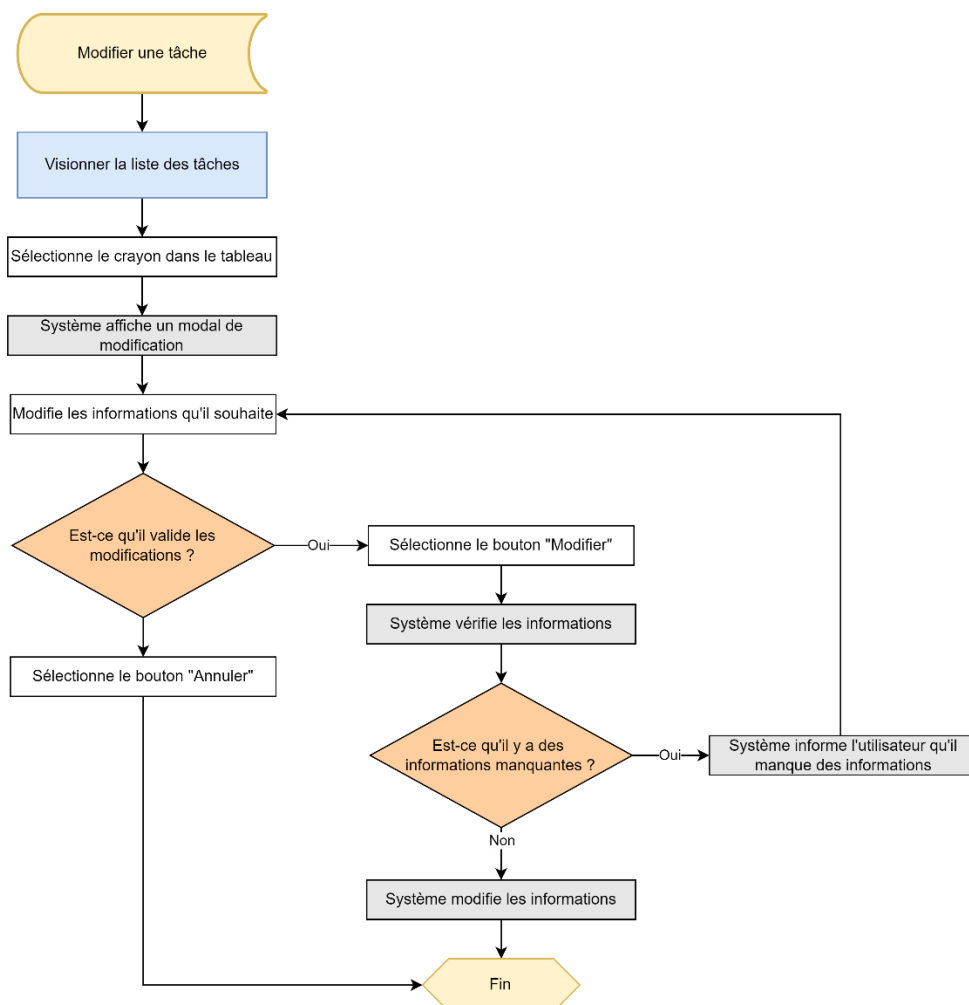 Modifier une tâche
Visionner la liste des tâches
Sélectionne le crayon dans le tableau
Système affiche un modal de
modification
Modifie les informations qu'il souhaite
Est-ce qu'il valide les
modifications ?
Oui
Sélectionne le bouton "Modifier"
Système vérifie les informations
Sélectionne le bouton "Annuler"
Est-ce qu'il y a des
informations manquantes ?
Oui
Système informe l'utilisateur qu'il
manque des informations
Non
Système modifie les informations
Fin